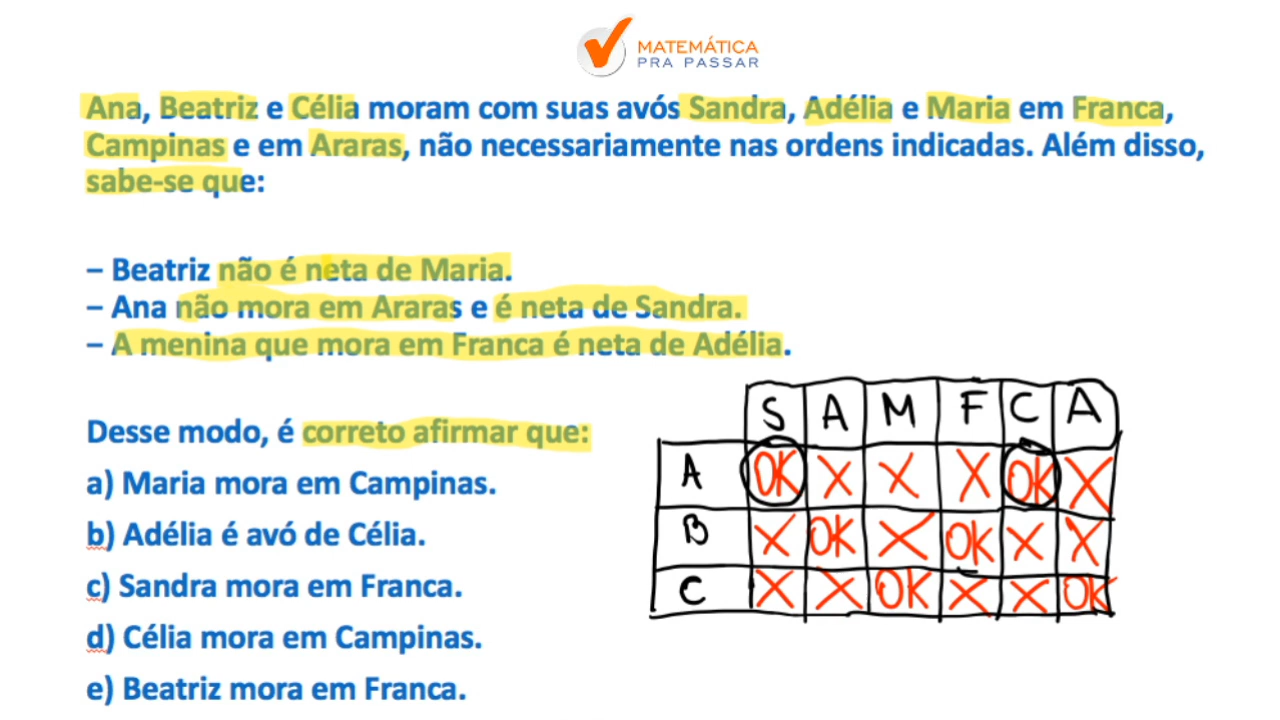 MATEMÁTICA
PRA PASSAR
Ana, Beatriz e Célia moram com suas avós Sandra, Adélia e Maria em Franca,
Campinas e em Araras, não necessariamente nas ordens indicadas. Além disso,
sabe-se que:
– Beatriz não é neta de Maria.
– Ana não mora em Araras e é neta de Sandra.
– A menina que mora em Franca é neta de Adélia.
Desse modo, é correto afirmar que:
a) Maria mora em Campinas.
b) Adélia é avó de Célia.
c) Sandra mora em Franca.
d) Célia mora em Campinas.
e) Beatriz mora em Franca.
S A M F C A
A OK X X X OK X
B X OK X OK X X
C X X OK X X OK